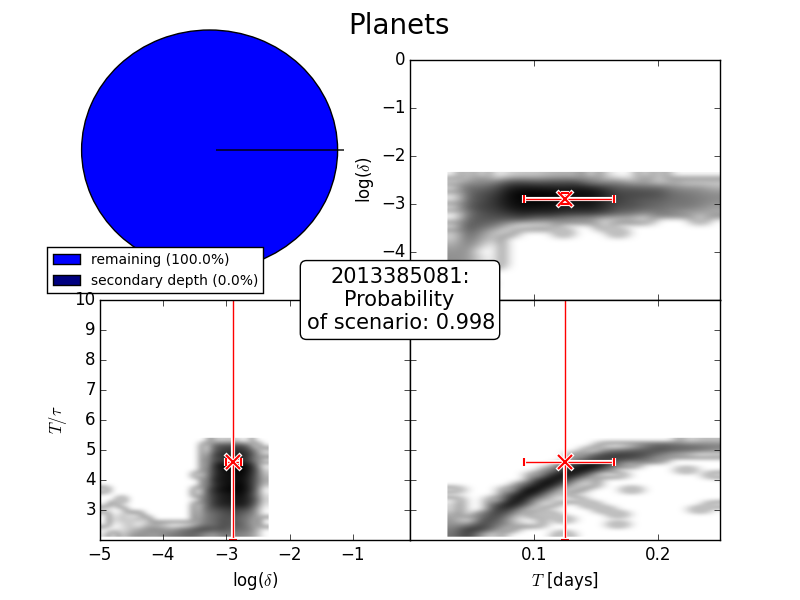 Planets
remaining (100.0%)
secondary depth (0.0%)
0
−1
−2
−3
−4
log(δ)
2013385081:
Probability
of scenario: 0.998
10
9
8
7
6
5
4
3
T/τ
−5 −4 −3 −2 −1
log(δ)
0.1 0.2
T [days]